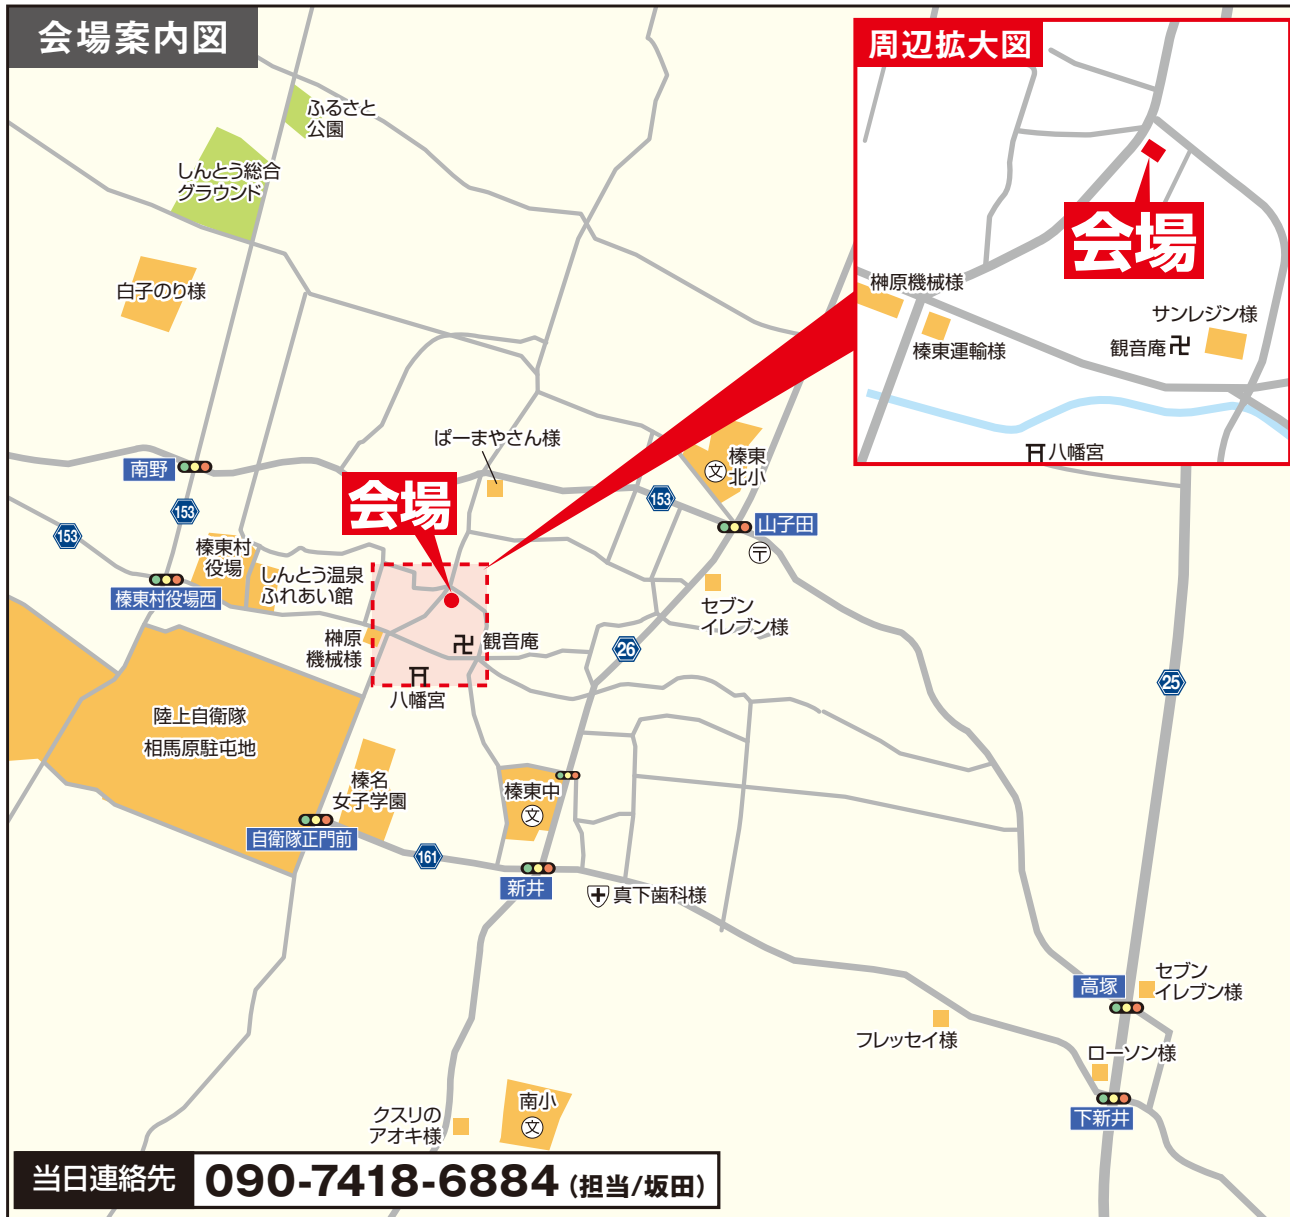 会場案内図
周辺拡大図
ふるさと
公園
しんとう総合
グラウンド
白子のり様
会場
榊原機械様
榛東運輸様
サンレジン様
観音庵
八幡宮
ぱーまやさん様
南野
153
153
153
会場
榛東
北小
文
山子田
〒
榛東村
役場
しんとう温泉
ふれあい館
榛東村役場西
セブン
イレブン様
榊原
機械様
観音庵
八幡宮
26
25
陸上自衛隊
相馬原駐屯地
榛名
女子学園
榛東中
文
自衛隊正門前
161
新井
真下歯科様
高塚
セブン
イレブン様
フレッセイ様
ローソン様
下新井
クスリの
アオキ様
南小
文
当日連絡先 090-7418-6884(担当/坂田)